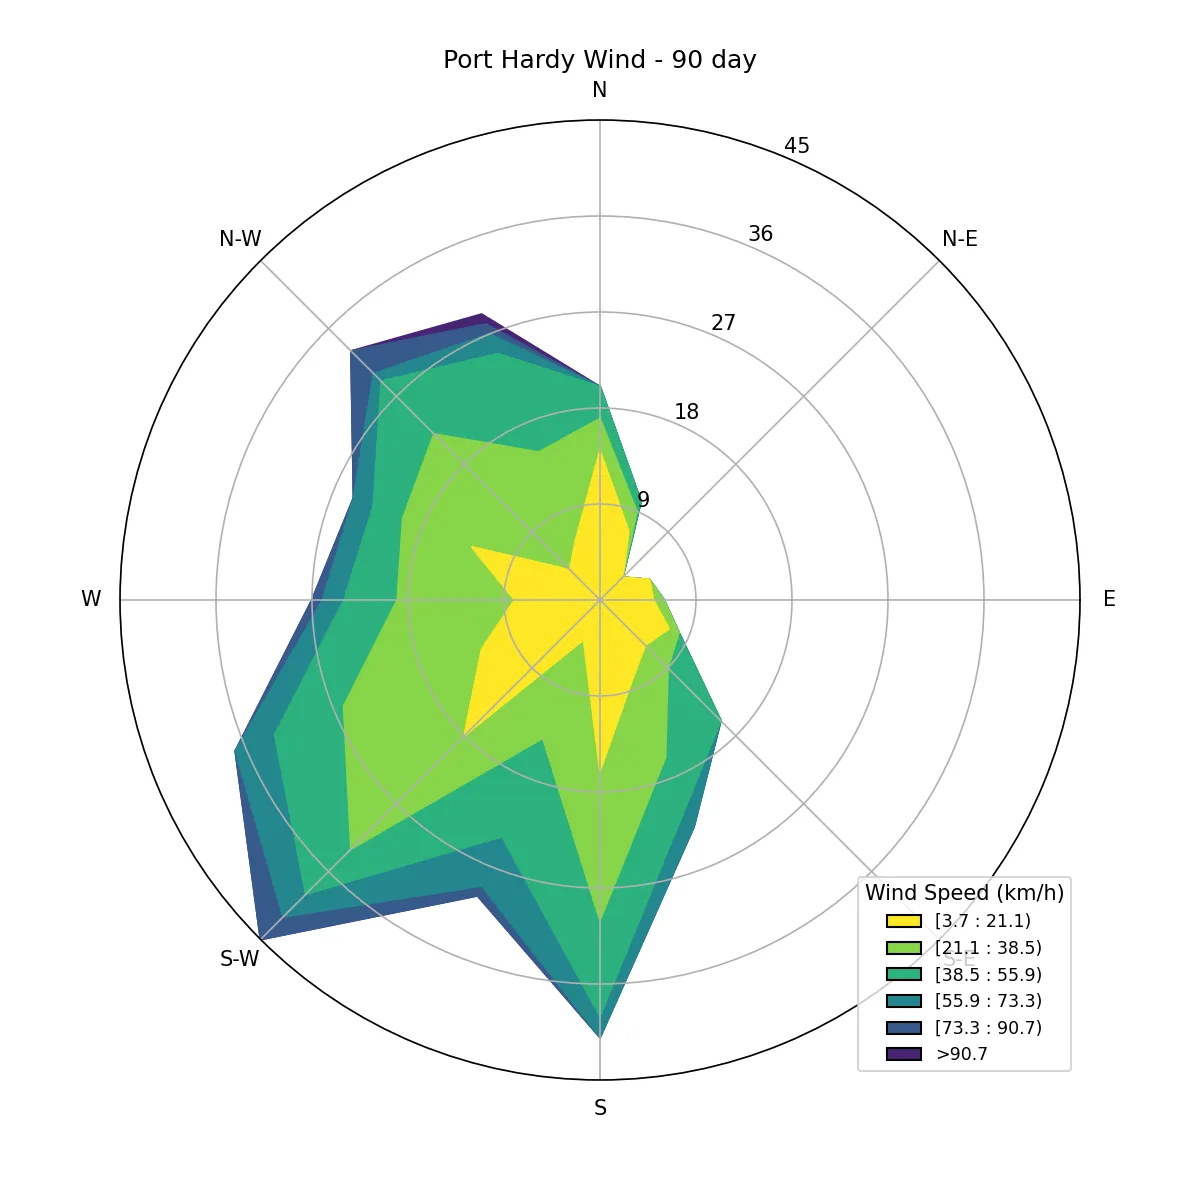 Port Hardy Wind - 90 day
N
45
N-W
36
N-E
27
18
9
W
E
Wind Speed (km/h)
[3.7 : 21.1)
[21.1 : 38.5)
S-W
S-E
[38.5 : 55.9)
[55.9 : 73.3)
[73.3 : 90.7)
>90.7
S